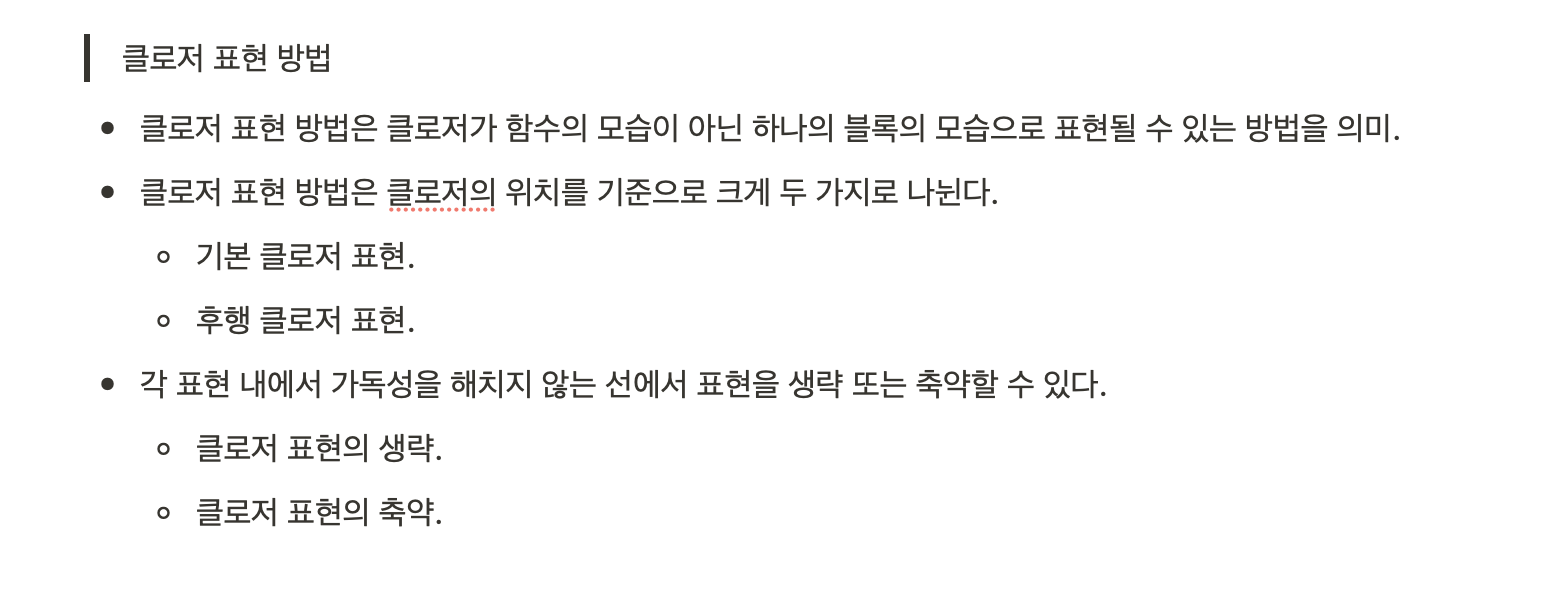 클로저 표현 방법
클로저 표현 방법은 클로저가 함수의 모습이 아닌 하나의 블록의 모습으로 표현될 수 있는 방법을 의미.
클로저 표현 방법은 클로저의 위치를 기준으로 크게 두 가지로 나뉜다.
기본 클로저 표현.
후행 클로저 표현.
각 표현 내에서 가독성을 해치지 않는 선에서 표현을 생략 또는 축약할 수 있다.
클로저 표현의 생략.
클로저 표현의 축약.